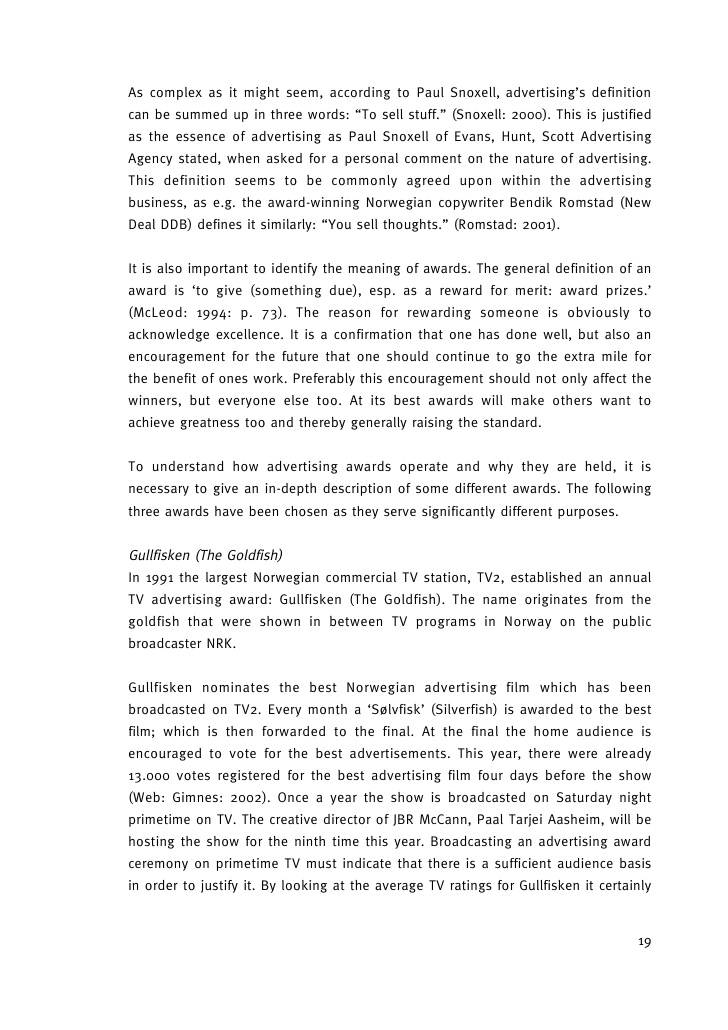 As complex as it might seem, according to Paul Snoxell, advertising’s definition
can be summed up in three words: “To sell stuff.” (Snoxell: 2000). This is justified
as the essence of advertising as Paul Snoxell of Evans, Hunt, Scott Advertising
Agency stated, when asked for a personal comment on the nature of advertising.
This definition seems to be commonly agreed upon within the advertising
business, as e.g. the award-winning Norwegian copywriter Bendik Romstad (New
Deal DDB) defines it similarly: “You sell thoughts.” (Romstad: 2001).
It is also important to identify the meaning of awards. The general definition of an
award is ‘to give (something due), esp. as a reward for merit: award prizes.’
(McLeod: 1994: p. 73). The reason for rewarding someone is obviously to
acknowledge excellence. It is a confirmation that one has done well, but also an
encouragement for the future that one should continue to go the extra mile for
the benefit of ones work. Preferably this encouragement should not only affect the
winners, but everyone else too. At its best awards will make others want to
achieve greatness too and thereby generally raising the standard.
To understand how advertising awards operate and why they are held, it is
necessary to give an in-depth description of some different awards. The following
three awards have been chosen as they serve significantly different purposes.
Gullfisken (The Goldfish)
In 1991 the largest Norwegian commercial TV station, TV2, established an annual
TV advertising award: Gullfisken (The Goldfish). The name originates from the
goldfish that were shown in between TV programs in Norway on the public
broadcaster NRK.
Gullfisken nominates the best Norwegian advertising film which has been
broadcasted on TV2. Every month a ‘Sølvfisk’ (Silverfish) is awarded to the best
film; which is then forwarded to the final. At the final the home audience is
encouraged to vote for the best advertisements. This year, there were already
13.000 votes registered for the best advertising film four days before the show
(Web: Gimnes: 2002). Once a year the show is broadcasted on Saturday night
primetime on TV. The creative director of JBR McCann, Paal Tarjei Aasheim, will be
hosting the show for the ninth time this year. Broadcasting an advertising award
ceremony on primetime TV must indicate that there is a sufficient audience basis
in order to justify it. By looking at the average TV ratings for Gullfisken it certainly
19